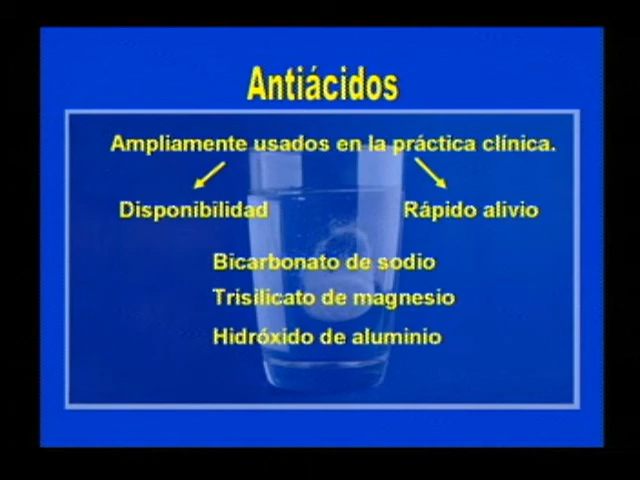 Antiácidos
Ampliamente usados en la práctica clínica.
Disponibilidad Rápido alivio
Bicarbonato de sodio
Trisilicato de magnesio
Hidróxido de aluminio